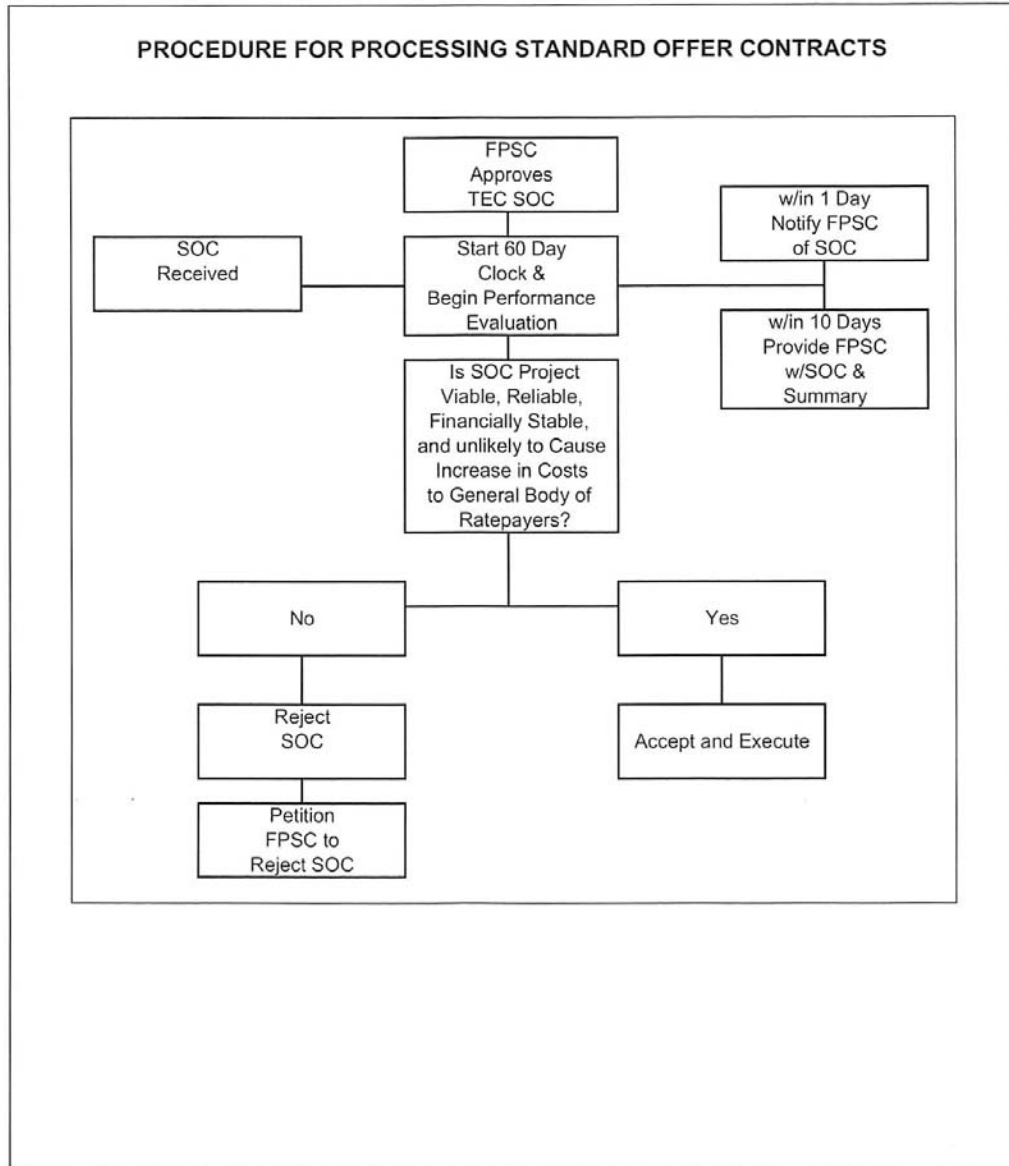 PROCEDURE FOR PROCESSING STANDARD OFFER CONTRACTS
FPSC
Approves
TEC SOC
w/in 1 Day
Notify FPSC
of SOC
SOC
Received
Start 60 Day
Clock &
Begin Performance
Evaluation
w/in 10 Days
Provide FPSC
w/SOC &
Summary
Is SOC Project
Viable, Reliable,
Financially Stable,
and unlikely to Cause
Increase in Costs
to General Body of
Ratepayers?
No
Yes
Reject
SOC
Accept and Execute
Petition
FPSC to
Reject SOC